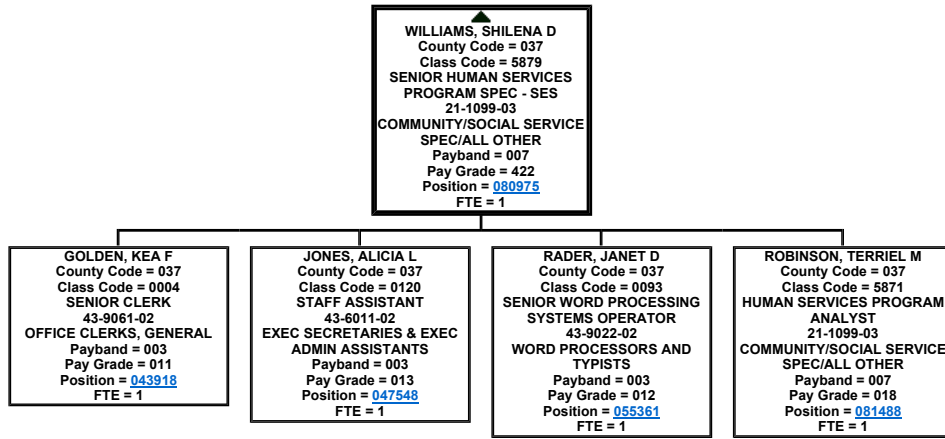 WILLIAMS, SHILENA D
County Code = 037
Class Code = 5879
SENIOR HUMAN SERVICES
PROGRAM SPEC - SES
21-1099-03
COMMUNITY/SOCIAL SERVICE
SPEC/ALL OTHER
Payband = 007
Pay Grade = 422
Position = 080975
FTE = 1
GOLDEN, KEA F
County Code = 037
Class Code = 0004
SENIOR CLERK
43-9061-02
OFFICE CLERKS, GENERAL
Payband = 003
Pay Grade = 011
Position = 043918
FTE = 1
JONES, ALICIA L
County Code = 037
Class Code = 0120
STAFF ASSISTANT
43-6011-02
EXEC SECRETARIES & EXEC
ADMIN ASSISTANTS
Payband = 003
Pay Grade = 013
Position = 047548
FTE = 1
RADER, JANET D
County Code = 037
Class Code = 0093
SENIOR WORD PROCESSING
SYSTEMS OPERATOR
43-9022-02
WORD PROCESSORS AND
TYPISTS
Payband = 003
Pay Grade = 012
Position = 055361
FTE = 1
ROBINSON, TERRIEL M
County Code = 037
Class Code = 5871
HUMAN SERVICES PROGRAM
ANALYST
21-1099-03
COMMUNITY/SOCIAL SERVICE
SPEC/ALL OTHER
Payband = 007
Pay Grade = 018
Position = 081488
FTE = 1